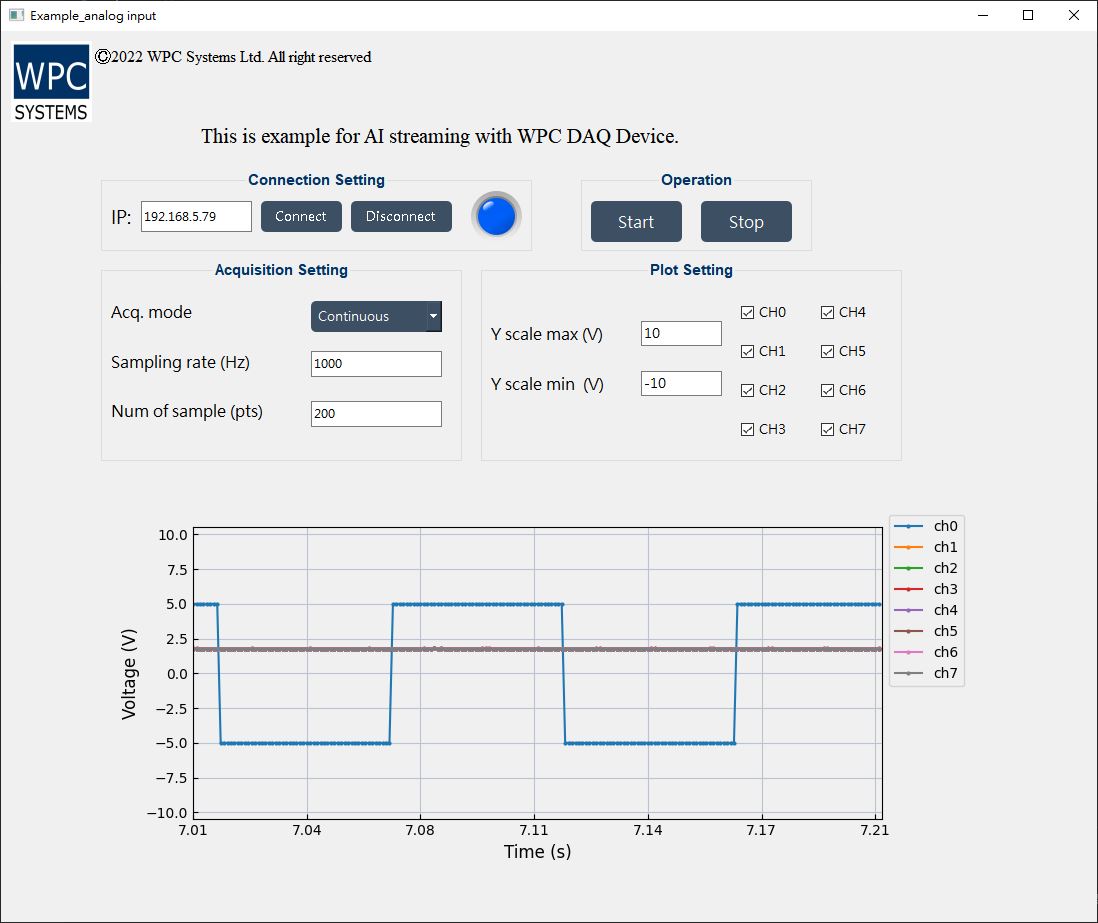 Example_analog input
WPC
SYSTEMS
©2022 WPC Systems Ltd. All right reserved
This is example for AI streaming with WPC DAQ Device.
Connection Setting
IP: 192.168.5.79 Connect Disconnect
Operation
Start Stop
Acquisition Setting
Acq. mode Continuous
Sampling rate (Hz) 1000
Num of sample (pts) 200
Plot Setting
Y scale max (V) 10
Y scale min (V) -10
CH0 CH4
CH1 CH5
CH2 CH6
CH3 CH7
10.0
7.5
5.0
2.5
0.0
−2.5
−5.0
−7.5
−10.0
Voltage (V)
7.01 7.04 7.08 7.11 7.14 7.17 7.21
Time (s)
ch0
ch1
ch2
ch3
ch4
ch5
ch6
ch7